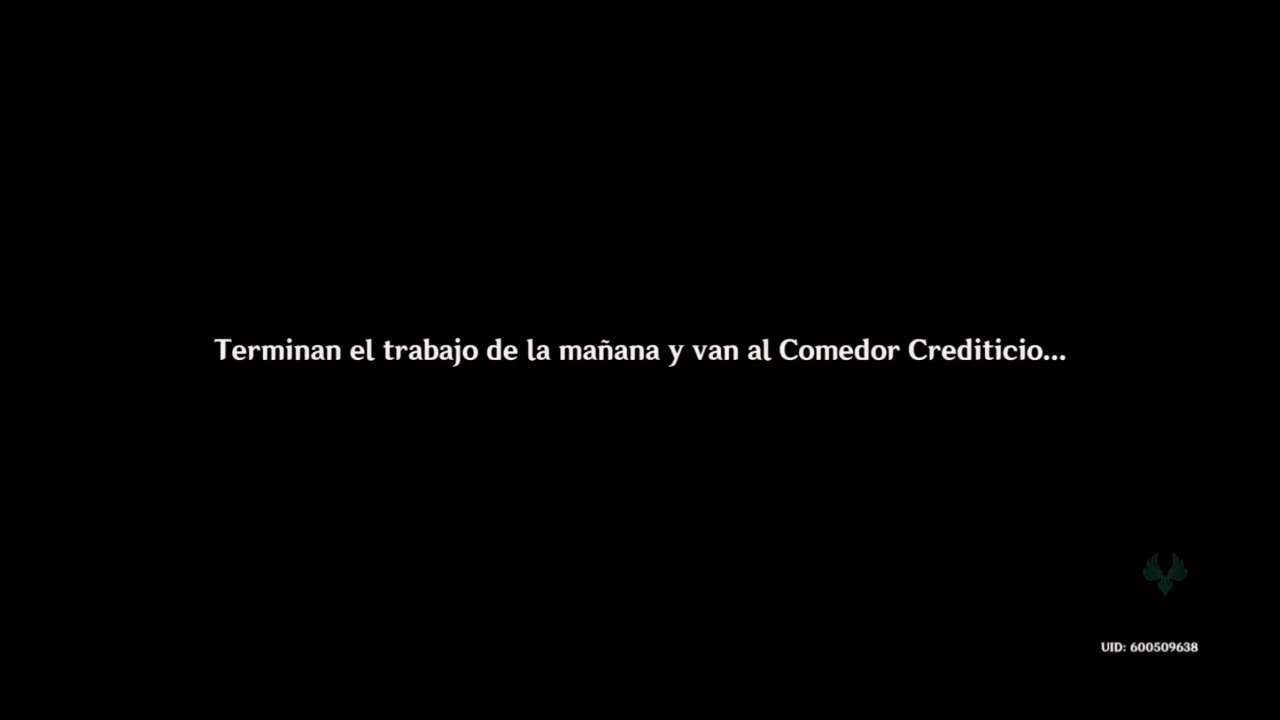 Terminan el trabajo de la mañana y van al Comedor Crediticio...
UID: 600509638